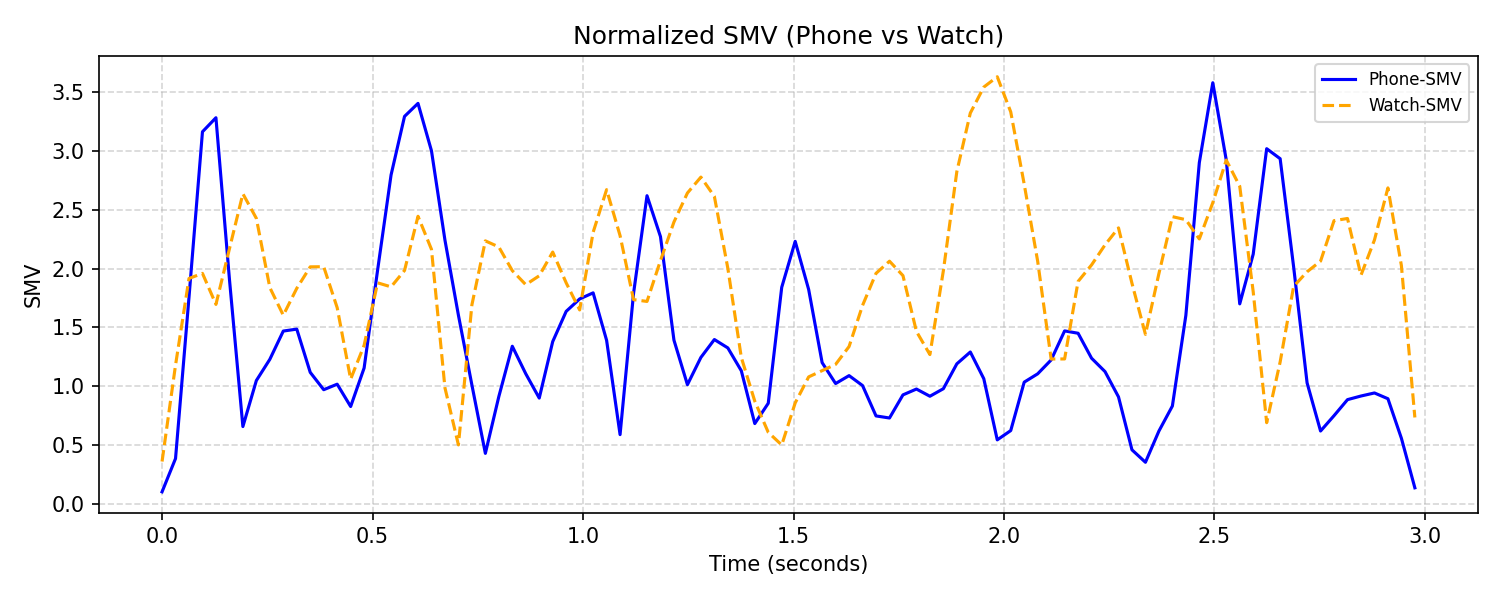 Normalized SMV (Phone vs Watch)
Phone-SMV
Watch-SMV
SMV
3.5
3.0
2.5
2.0
1.5
1.0
0.5
0.0
0.0 0.5 1.0 1.5 2.0 2.5 3.0
Time (seconds)